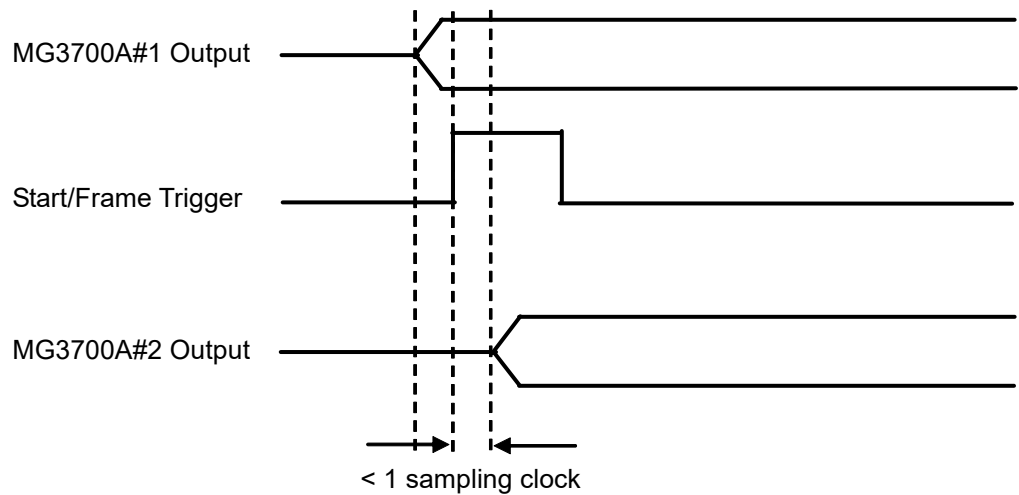 MG3700A#1 Output
Start/Frame Trigger
MG3700A#2 Output
< 1 sampling clock